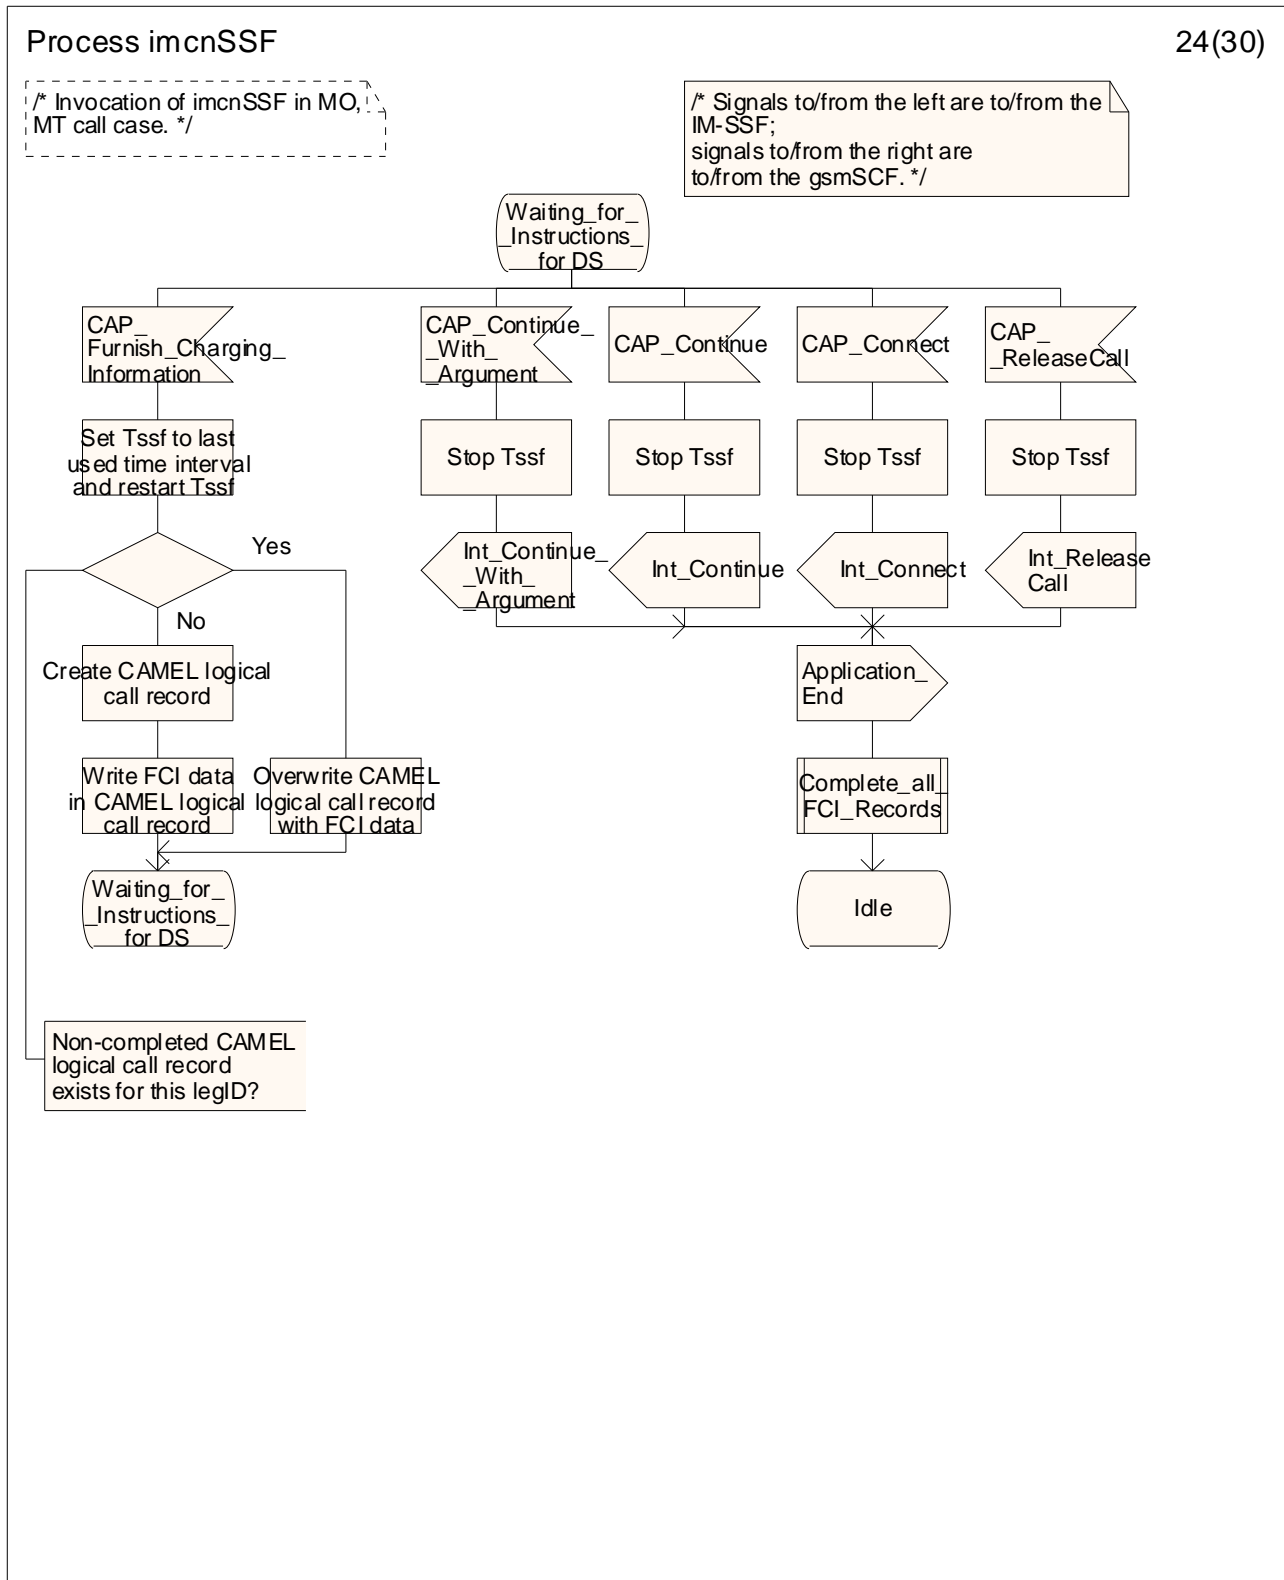 Process imcnSSF
24(30)
/* Invocation of imcnSSF in MO,
MT call case. */
/* Signals to/from the left are to/from the
IM-SSF;
signals to/from the right are
to/from the gsmSCF. */
Waiting_for_
_Instructions_
for DS
CAP_
Furnish_Charging_
Information
CAP_Continue_
_With_
_Argument
CAP_Continue
CAP_Connect
CAP_
_ReleaseCall
Set Tssf to last
used time interval
and restart Tssf
Stop Tssf
Stop Tssf
Stop Tssf
Stop Tssf
Yes
No
Int_Continue_
_With_
_Argument
Int_Continue
Int_Connect
Int_Release
Call
Create CAMEL logical
call record
Application_
End
Write FCI data
in CAMEL logical
call record
Overwrite CAMEL
logical call record
with FCI data
Complete_all_
FCI_Records
Waiting_for_
_Instructions_
for DS
Idle
Non-completed CAMEL
logical call record
exists for this legID?